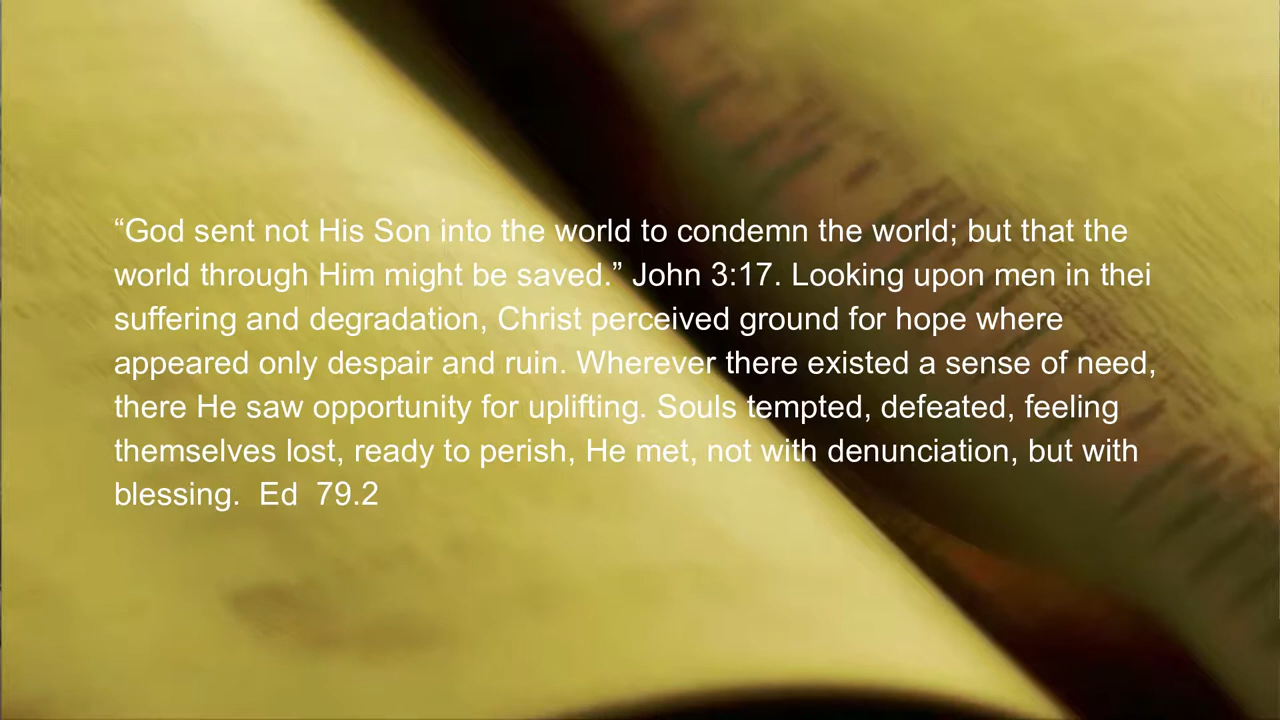 “God sent not His Son into the world to condemn the world; but that the
world through Him might be saved.” John 3:17. Looking upon men in thei
suffering and degradation, Christ perceived ground for hope where
appeared only despair and ruin. Wherever there existed a sense of need,
there He saw opportunity for uplifting. Souls tempted, defeated, feeling
themselves lost, ready to perish, He met, not with denunciation, but with
blessing.  Ed  79.2